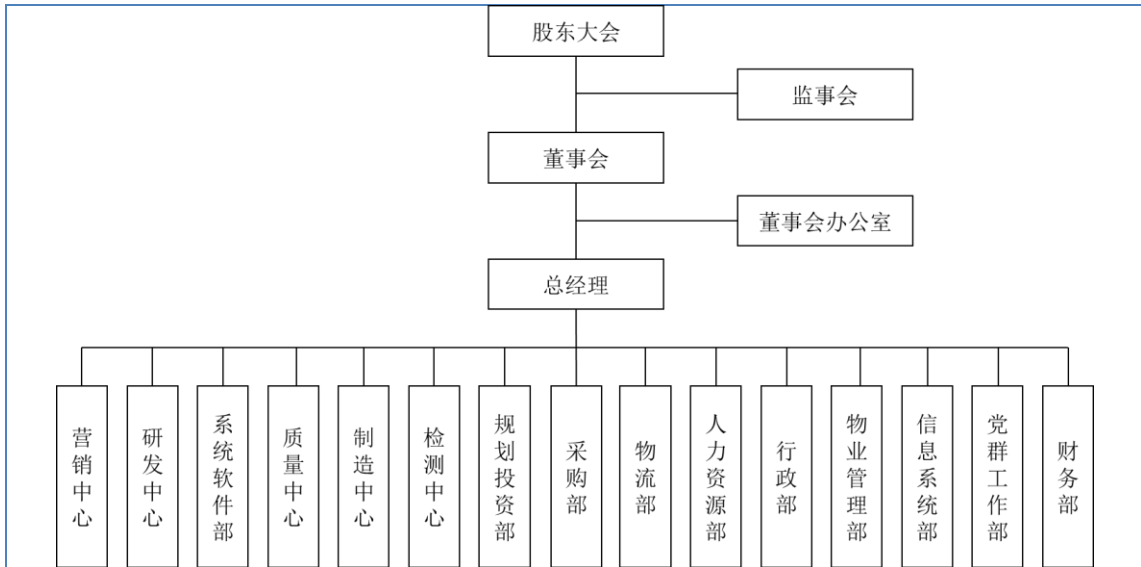 股东大会
监事会
董事会
董事会办公室
总经理
营销中心
研发中心
系统软件部
质量中心
制造中心
检测中心
规划投资部
采购部
物流部
人力资源部
行政部
物业管理部
信息系统部
党群工作部
财务部